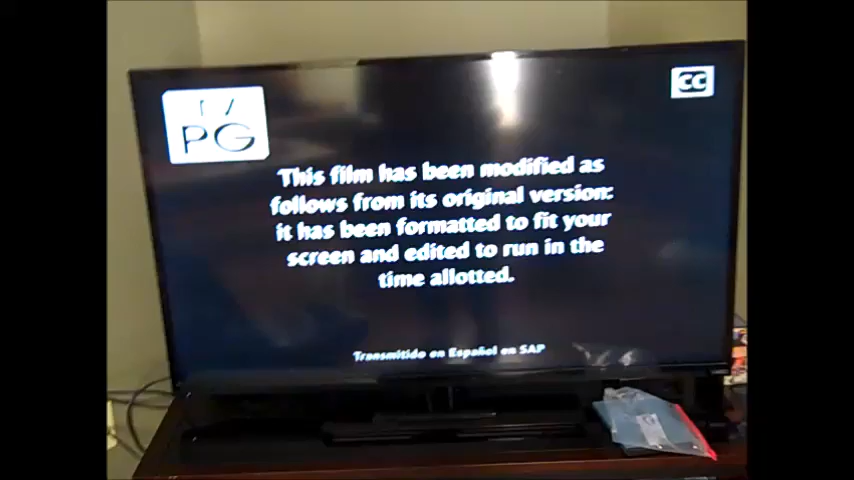 TV
PG
CC
This film has been modified as
follows from its original version:
it has been formatted to fit your
screen and edited to run in the
time allotted.
Transmitido en Español en SAP